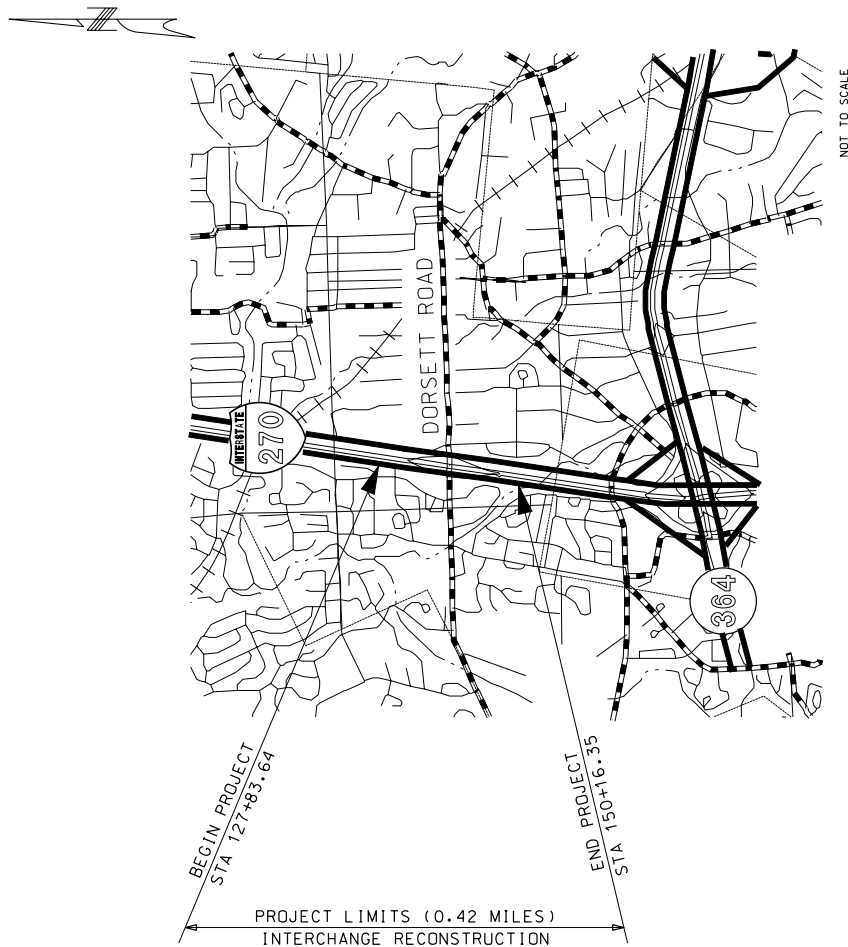 NOT TO SCALE
DORSETT ROAD
INTERSTATE
270
364
BEGIN PROJECT
STA 127+83.64
END PROJECT
STA 150+16.35
PROJECT LIMITS (0.42 MILES)
INTERCHANGE RECONSTRUCTION